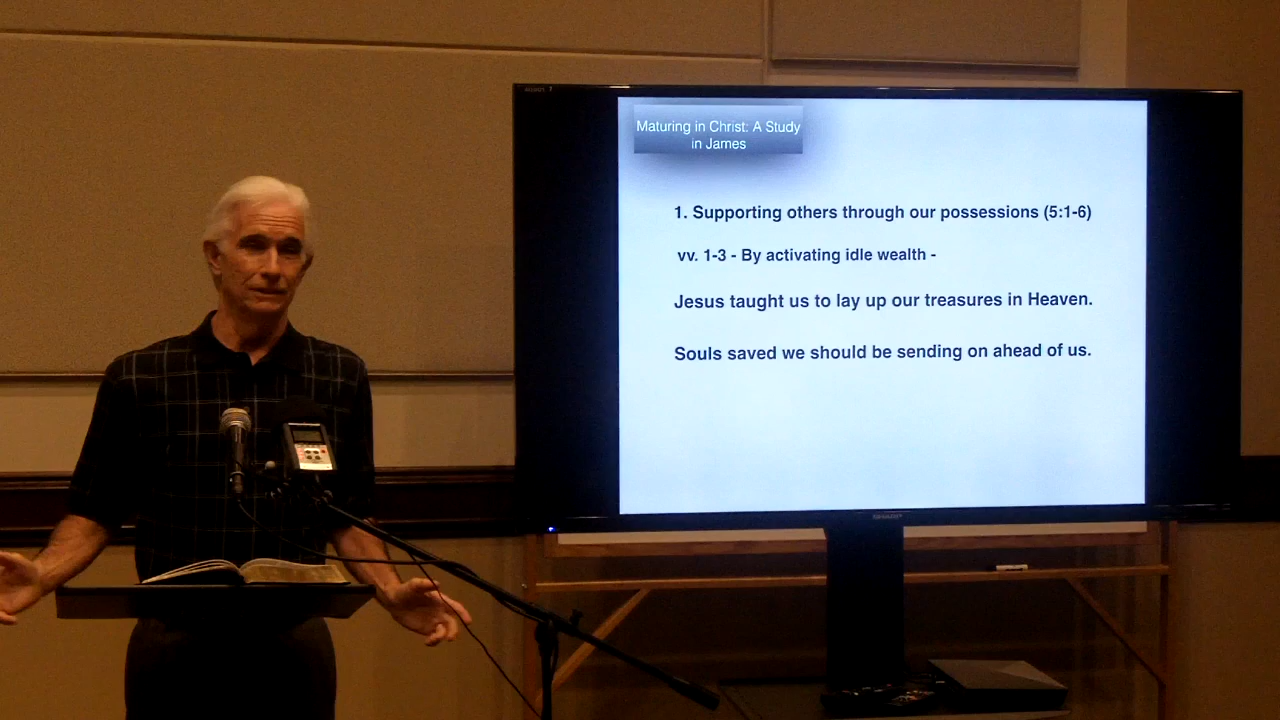 Maturing in Christ: A Study
in James
1. Supporting others through our possessions (5:1-6)
vv. 1-3 - By activating idle wealth -
Jesus taught us to lay up our treasures in Heaven.
Souls saved we should be sending on ahead of us.
SHARP